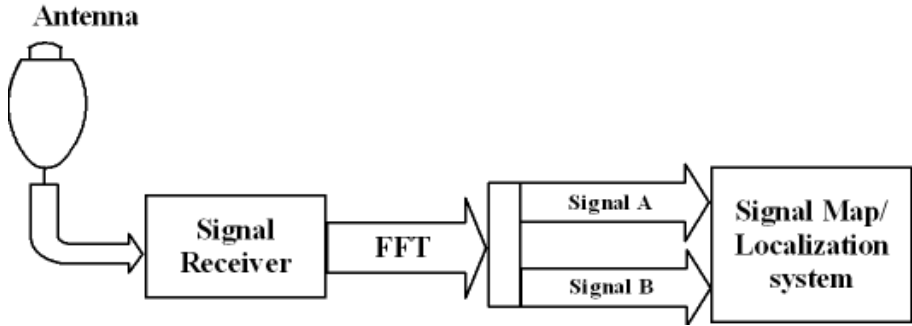 Antenna
Signal
Receiver
FFT
Signal A
Signal B
Signal Map/
Localization
system